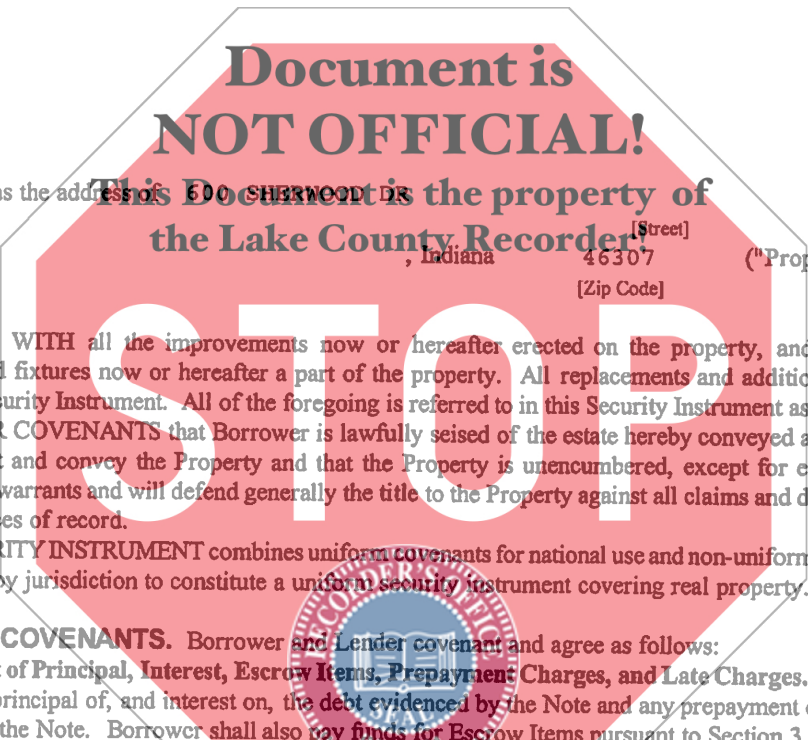 Document is
NOT OFFICIAL!
This Document is the property of
the Lake County Recorder!
as the address of 600 SHERWOOD DR
[Street]
, Indiana 46307 ("Prop
[Zip Code]
STOP
WITH all the improvements now or hereafter erected on the property, and
fixtures now or hereafter a part of the property. All replacements and additio
urity Instrument. All of the foregoing is referred to in this Security Instrument as
R COVENANTS that Borrower is lawfully seised of the estate hereby conveyed a
t and convey the Property and that the Property is unencumbered, except for e
warrants and will defend generally the title to the Property against all claims and d
es of record.
RITY INSTRUMENT combines uniform covenants for national use and non-uniform
by jurisdiction to constitute a uniform security instrument covering real property.
COVENANTS. Borrower and Lender covenant and agree as follows:
t of Principal, Interest, Escrow Items, Prepayment Charges, and Late Charges.
principal of, and interest on, the debt evidenced by the Note and any prepayment
the Note. Borrower shall also pay funds for Escrow Items pursuant to Section 3.
RECORDER'S OFFICE
SEAL